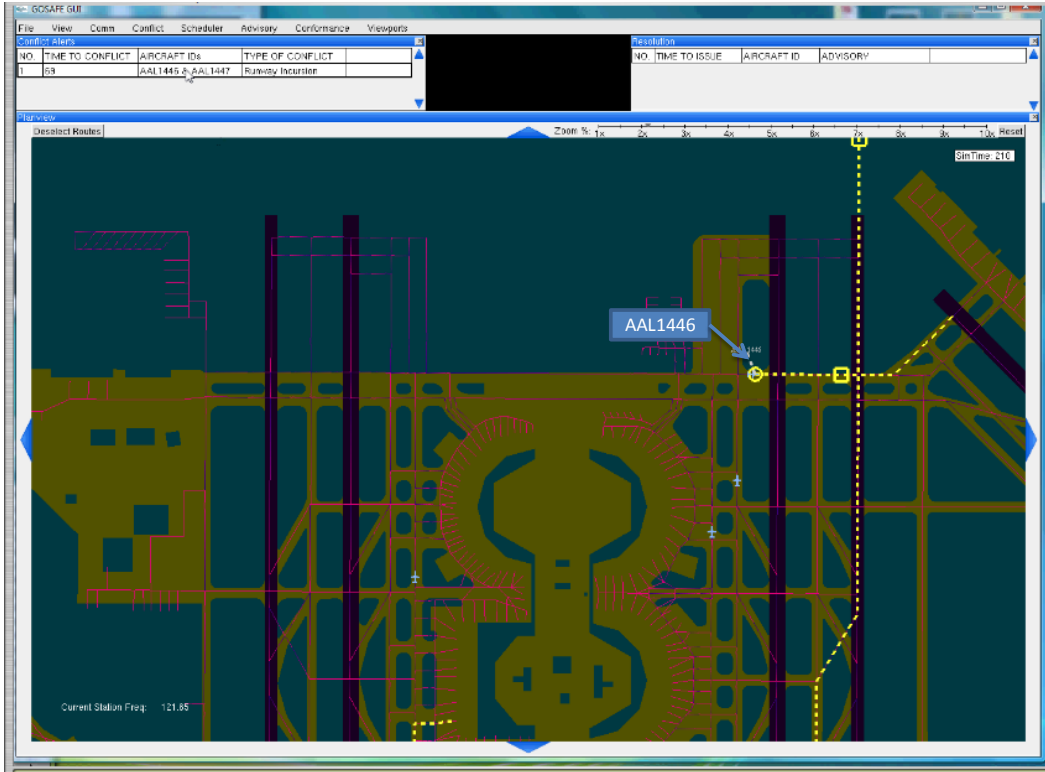 GOSAFE GUI
File View Comm Conflict Scheduler Advisory Conformance Viewports
Conflict Alerts
NO. TIME TO CONFLICT AIRCRAFT IDs TYPE OF CONFLICT
1 69 AAL1446 & AAL1447 Runway Incursion
Resolution
NO. TIME TO ISSUE AIRCRAFT ID ADVISORY
Planview
Deselect Routes
Zoom %: 1x 2x 3x 4x 5x 6x 7x 8x 9x 10x Reset
SimTime: 210
AAL1446
Current Station Freq: 121.65